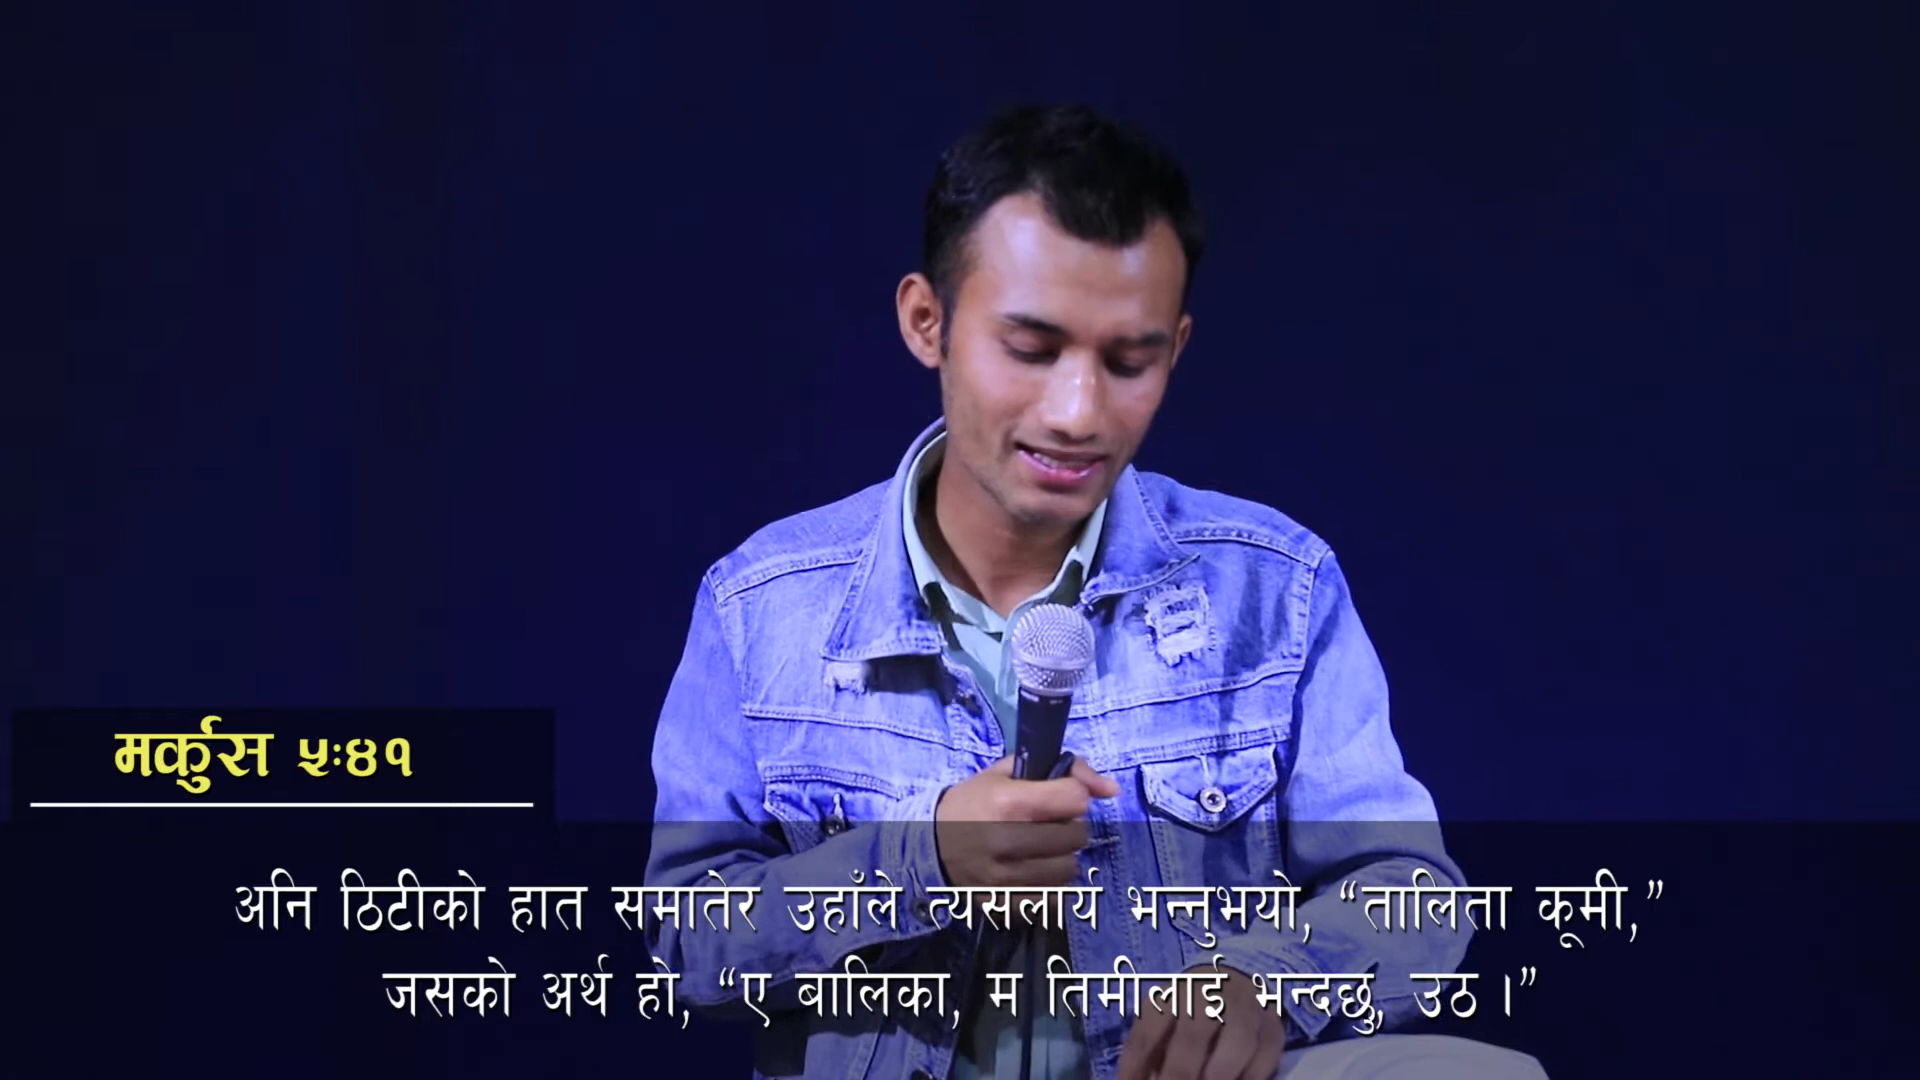 मर्कुस ५:४१
अनि ठिटीको हात समातेर उहाँले त्यसलार्य भन्नुभयो, “तालिता कूमी,”
जसको अर्थ हो, “ए बालिका, म तिमीलाई भन्दछु, उठ ।”